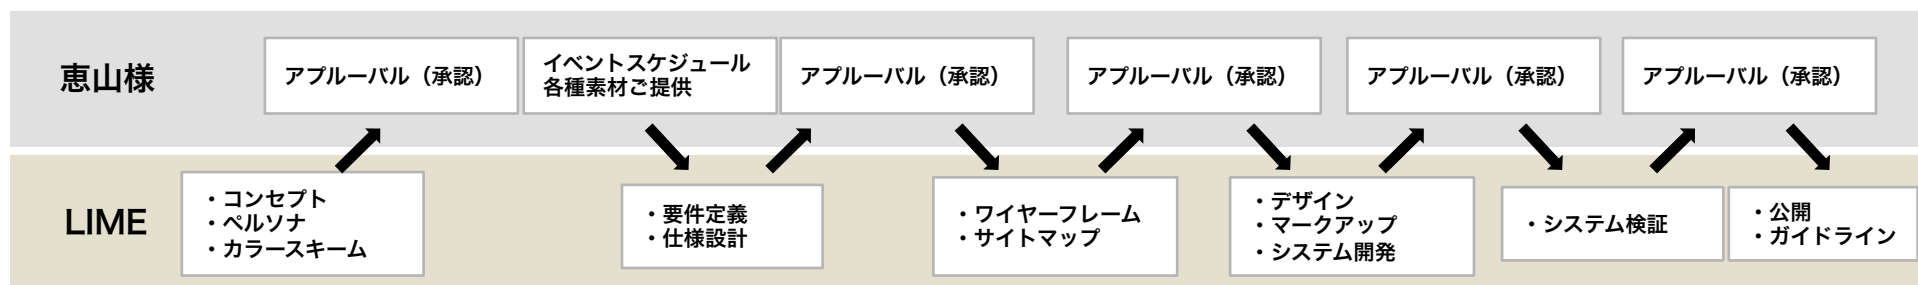 恵山様
アプルーバル（承認）
イベントスケジュール
各種素材ご提供
アプルーバル（承認）
アプルーバル（承認）
アプルーバル（承認）
アプルーバル（承認）
LIME
・コンセプト
・ペルソナ
・カラースキーム
・要件定義
・仕様設計
・ワイヤーフレーム
・サイトマップ
・デザイン
・マークアップ
・システム開発
・システム検証
・公開
・ガイドライン